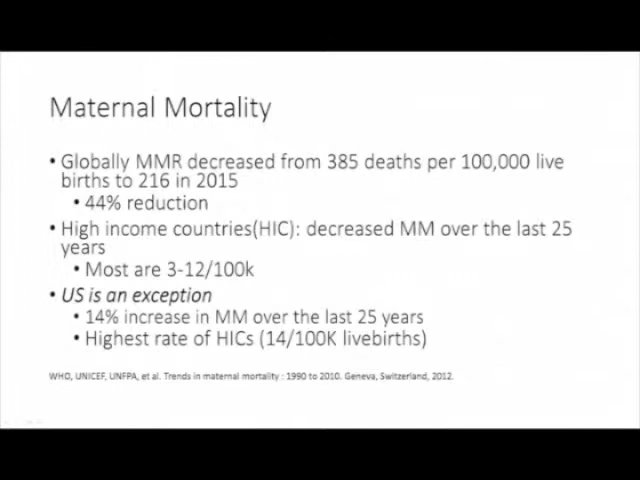 Maternal Mortality
• Globally MMR decreased from 385 deaths per 100,000 live
births to 216 in 2015
• 44% reduction
• High income countries(HIC): decreased MM over the last 25
years
• Most are 3-12/100k
• US is an exception
• 14% increase in MM over the last 25 years
• Highest rate of HICs (14/100K livebirths)
WHO, UNICEF, UNFPA, et al. Trends in maternal mortality : 1990 to 2010. Geneva, Switzerland, 2012.